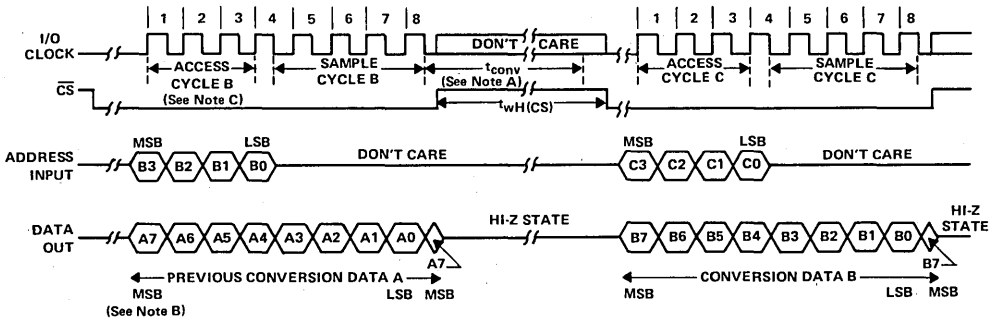 1 2 3 4 5 6 7 8 1 2 3 4 5 6 7 8
I/O
CLOCK
DON'T CARE
ACCESS
CYCLE B
(See Note C)
SAMPLE
CYCLE B
tconv
(See Note A)
ACCESS
CYCLE C
SAMPLE
CYCLE C
CS
twH(CS)
MSB LSB MSB LSB
ADDRESS
INPUT
B3 B2 B1 B0 DON'T CARE C3 C2 C1 C0 DON'T CARE
DATA
OUT
A7 A6 A5 A4 A3 A2 A1 A0 HI-Z STATE B7 B6 B5 B4 B3 B2 B1 B0 HI-Z
STATE
A7 B7
PREVIOUS CONVERSION DATA A CONVERSION DATA B
MSB LSB MSB MSB LSB MSB
(See Note B)